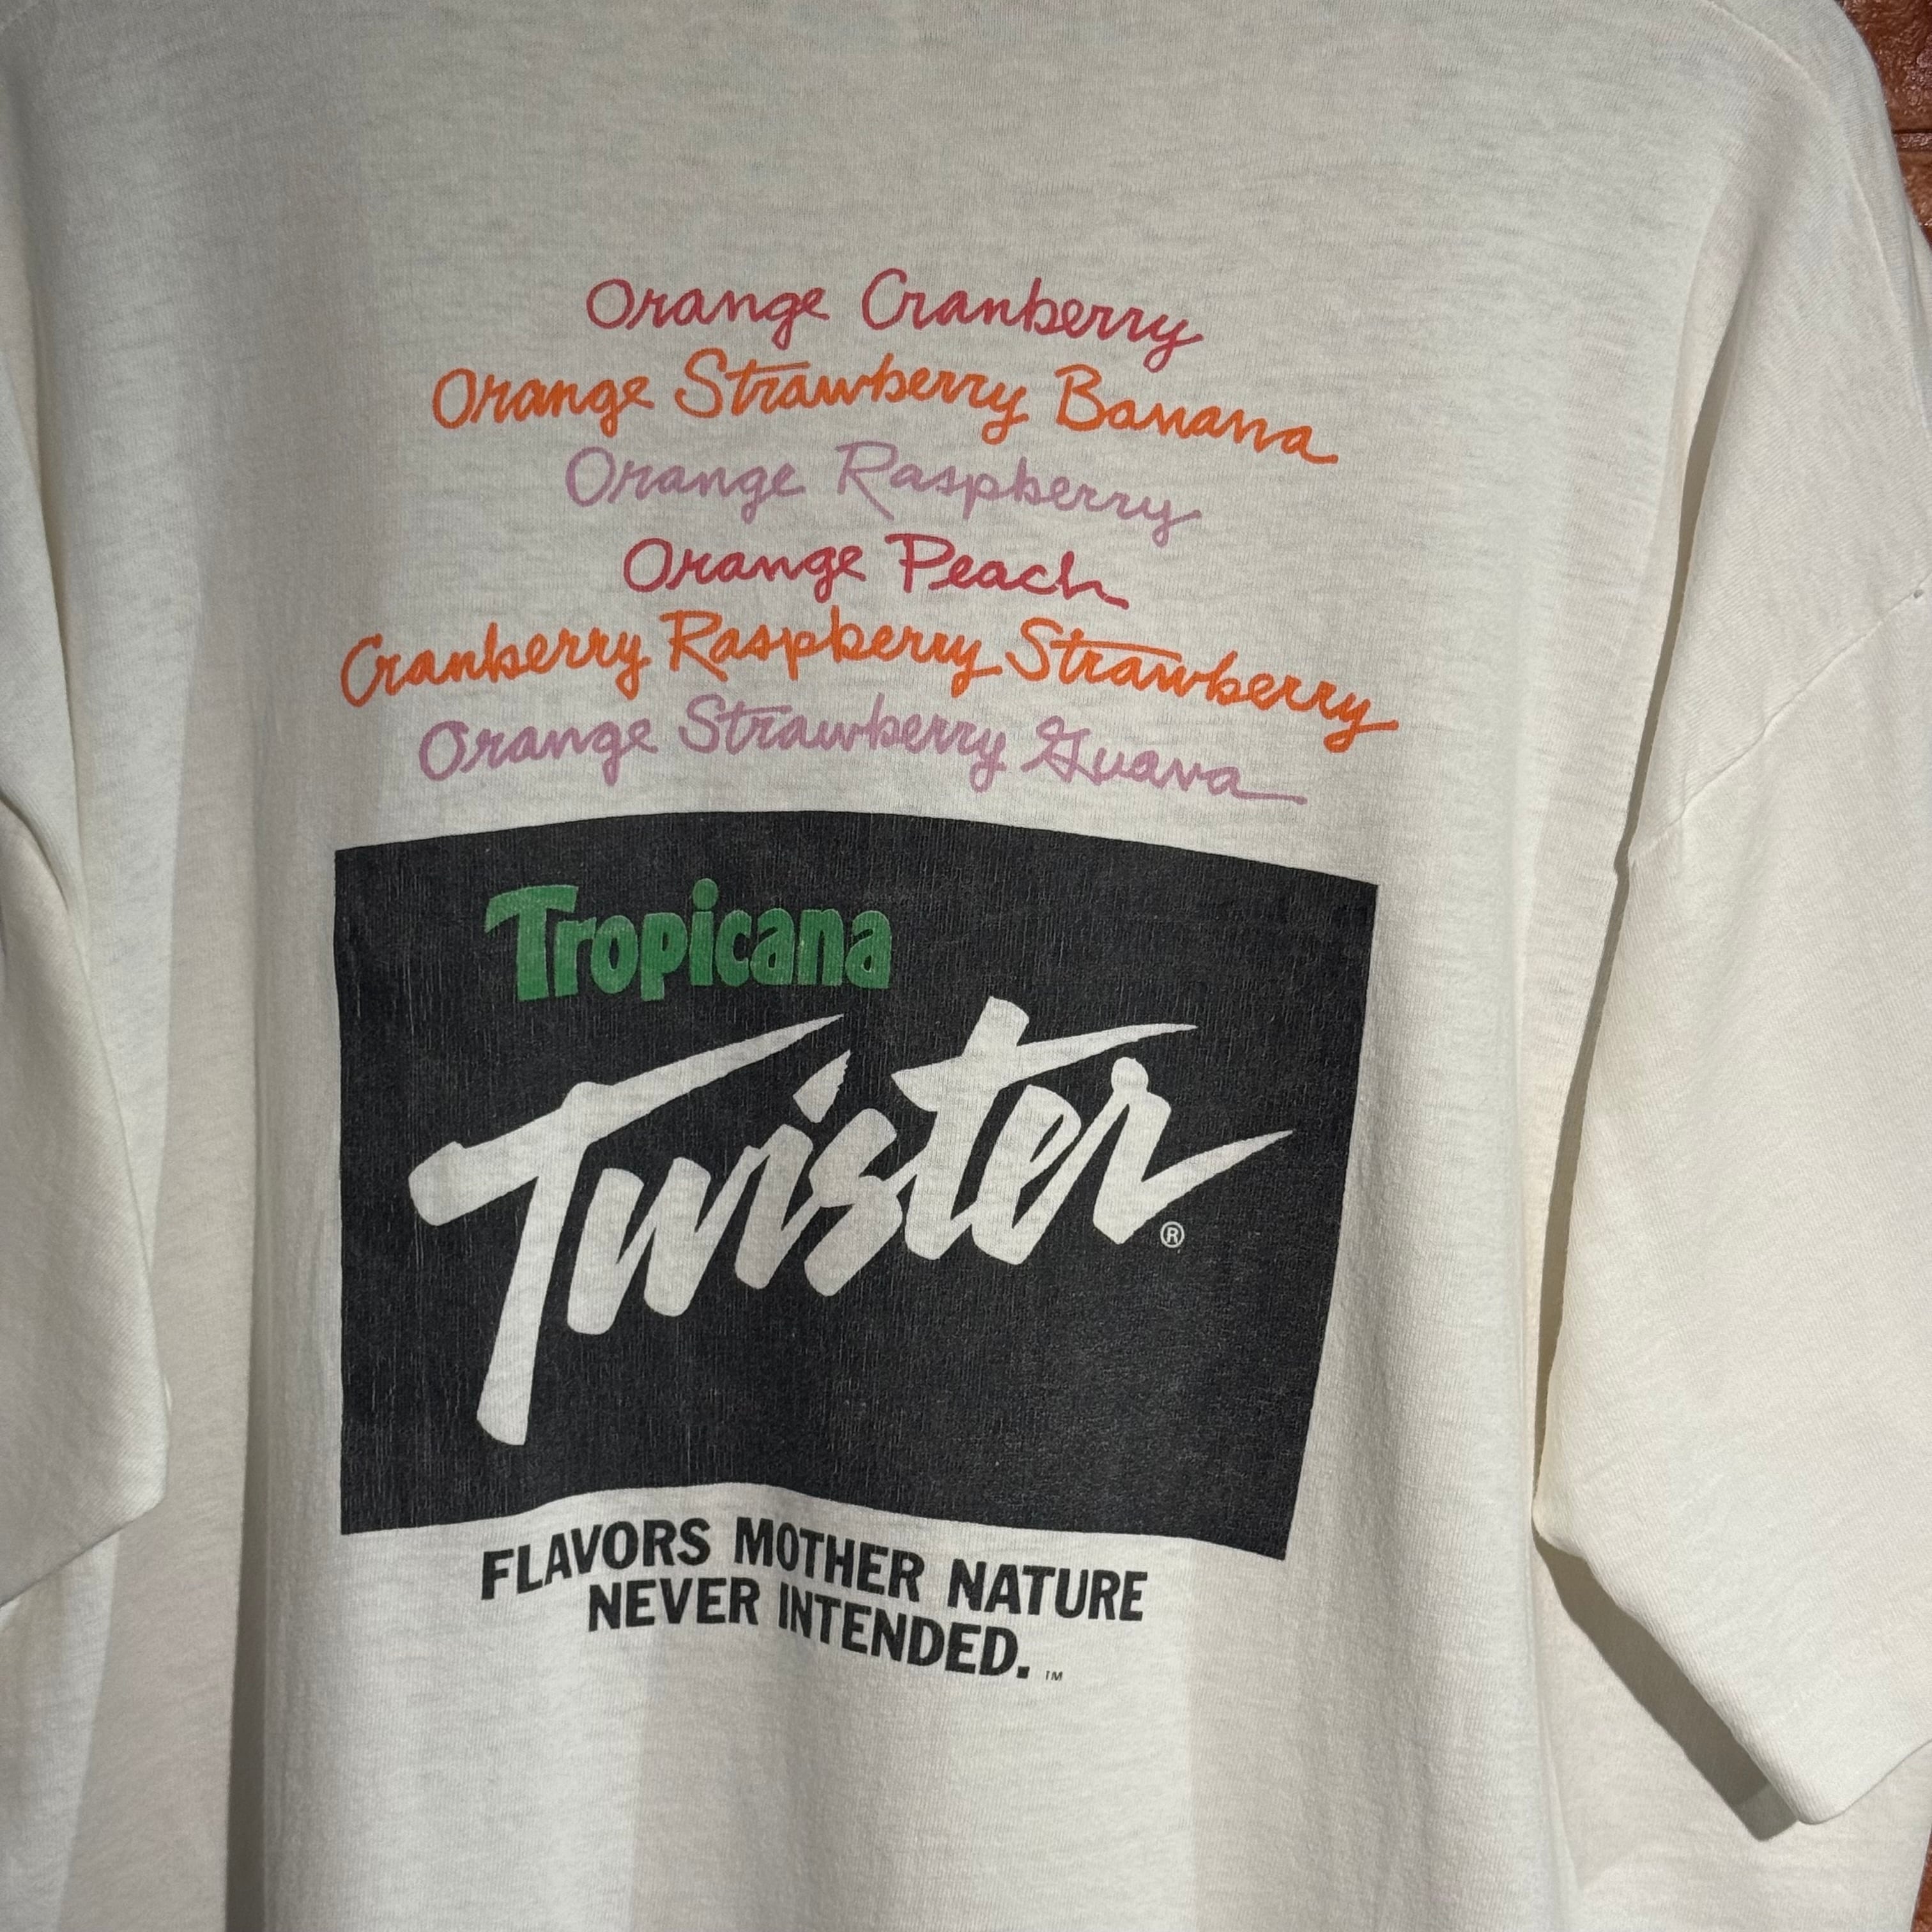 Orange Cranberry
Orange Strawberry Banana
Orange Raspberry
Orange Peach
Cranberry Raspberry Strawberry
Orange Strawberry Guava
Tropicana
Twister®
FLAVORS MOTHER NATURE
NEVER INTENDED.™